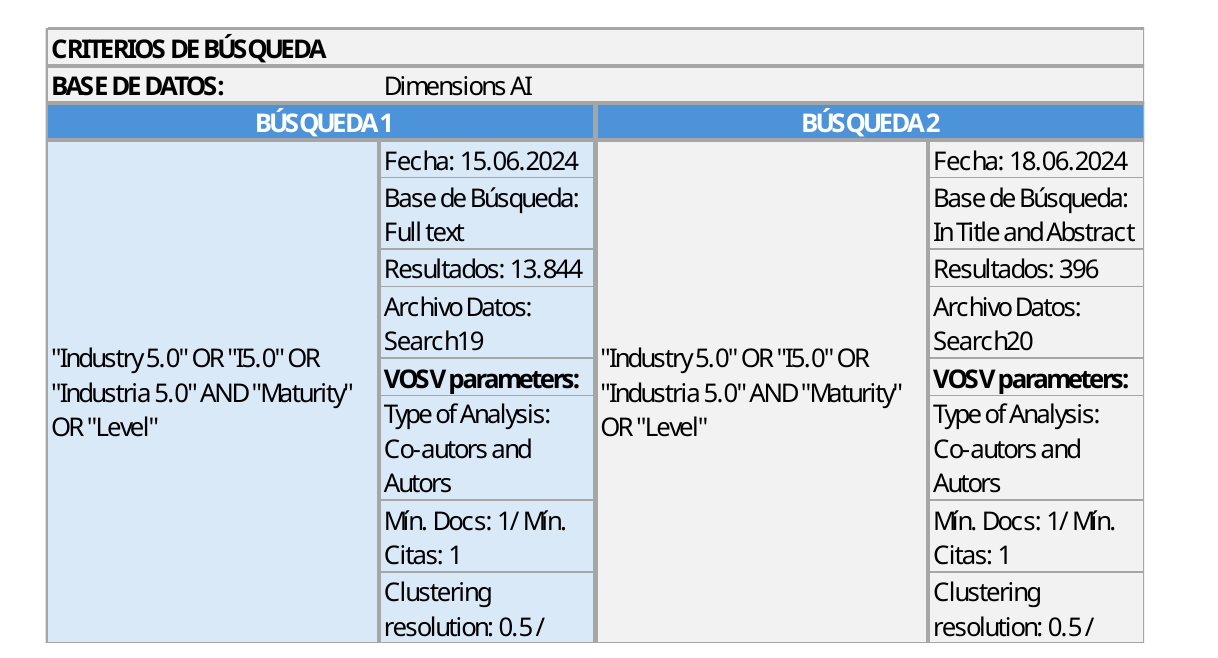 CRITERIOS DE BÚSQUEDA
BASE DE DATOS: Dimensions AI
BÚSQUEDA 1
"Industry 5.0" OR "I5.0" OR
"Industria 5.0" AND "Maturity"
OR "Level"
Fecha: 15.06.2024
Base de Búsqueda:
Full text
Resultados: 13.844
Archivo Datos:
Search19
VOSV parameters:
Type of Analysis:
Co-autors and
Autors
Mín. Docs: 1/ Mín.
Citas: 1
Clustering
resolution: 0.5 /
BÚSQUEDA 2
"Industry 5.0" OR "I5.0" OR
"Industria 5.0" AND "Maturity"
OR "Level"
Fecha: 18.06.2024
Base de Búsqueda:
In Title and Abstract
Resultados: 396
Archivo Datos:
Search20
VOSV parameters:
Type of Analysis:
Co-autors and
Autors
Mín. Docs: 1/ Mín.
Citas: 1
Clustering
resolution: 0.5 /